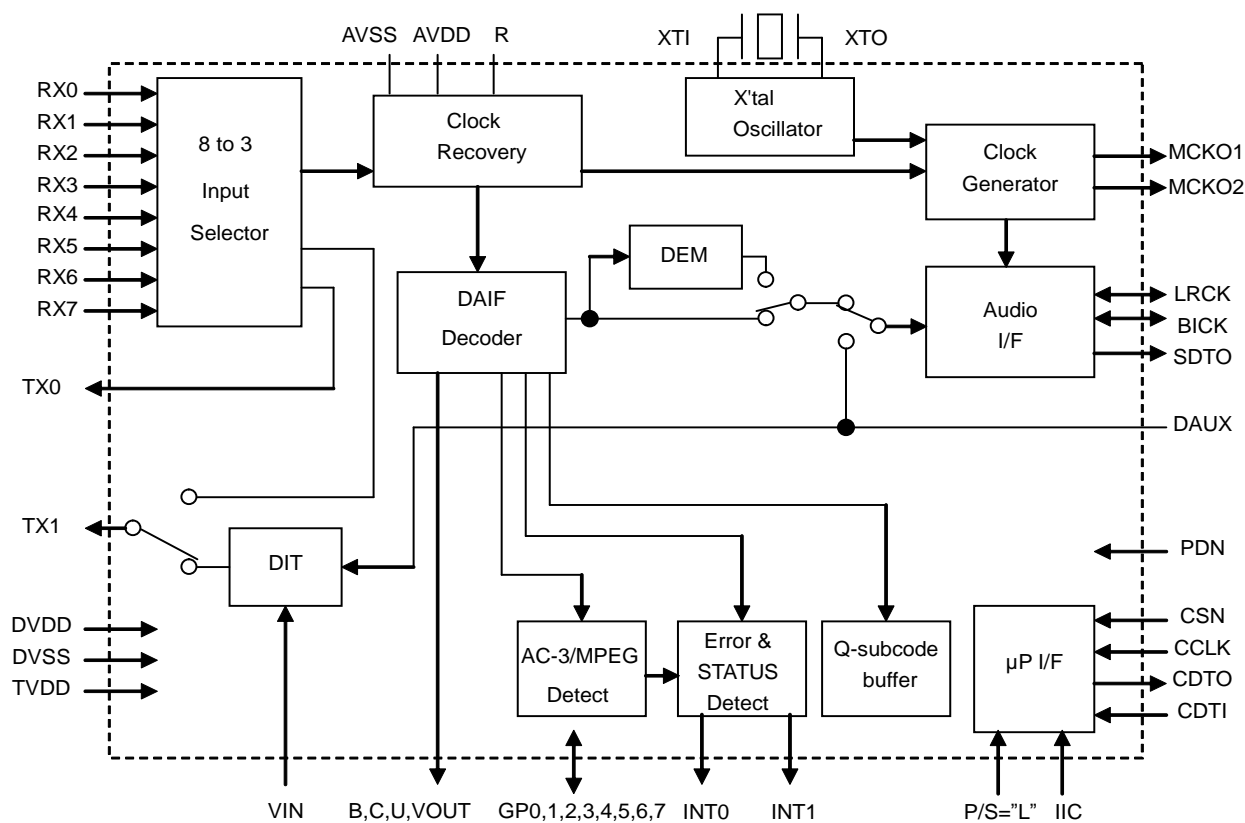 AVSS AVDD R XTI XTO
RX0
RX1
RX2
RX3
RX4
RX5
RX6
RX7
8 to 3
Input
Selector
Clock
Recovery
X'tal
Oscillator
Clock
Generator
MCKO1
MCKO2
DEM
DAIF
Decoder
Audio
I/F
LRCK
BICK
SDTO
TX0
DAUX
TX1
DIT
PDN
DVDD
DVSS
TVDD
AC-3/MPEG
Detect
Error &
STATUS
Detect
Q-subcode
buffer
µP I/F
CSN
CCLK
CDTO
CDTI
VIN B,C,U,VOUT GP0,1,2,3,4,5,6,7 INT0 INT1 P/S=”L” IIC